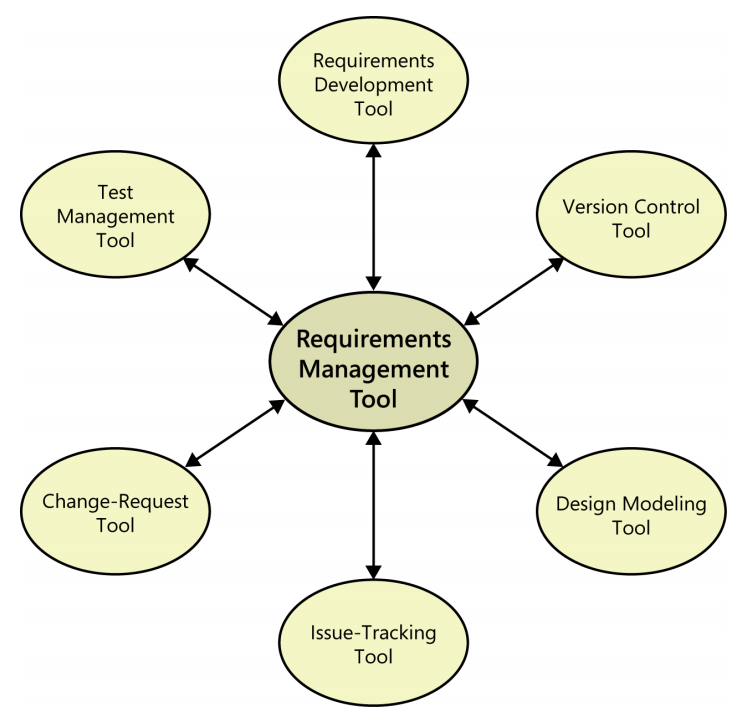 Requirements
Development
Tool
Test
Management
Tool
Version Control
Tool
Requirements
Management
Tool
Change-Request
Tool
Design Modeling
Tool
Issue-Tracking
Tool